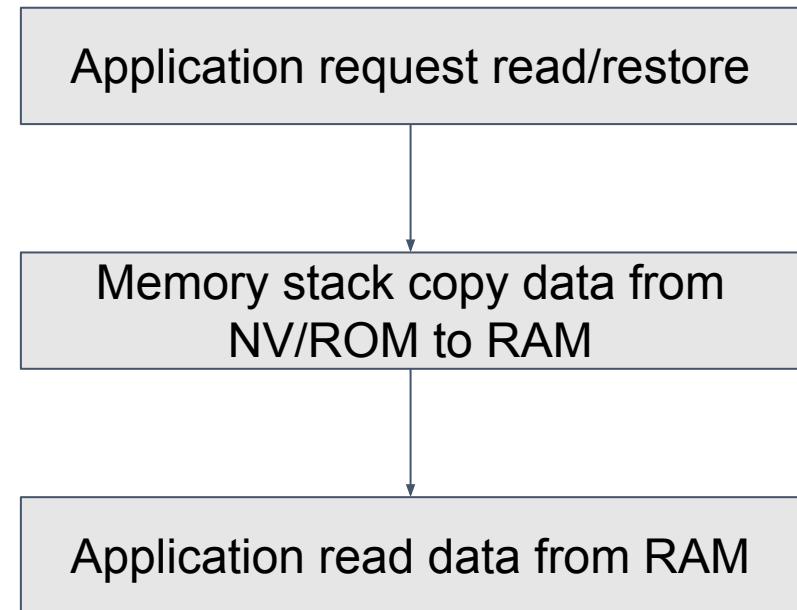 Application request read/restore
Memory stack copy data from
NV/ROM to RAM
Application read data from RAM